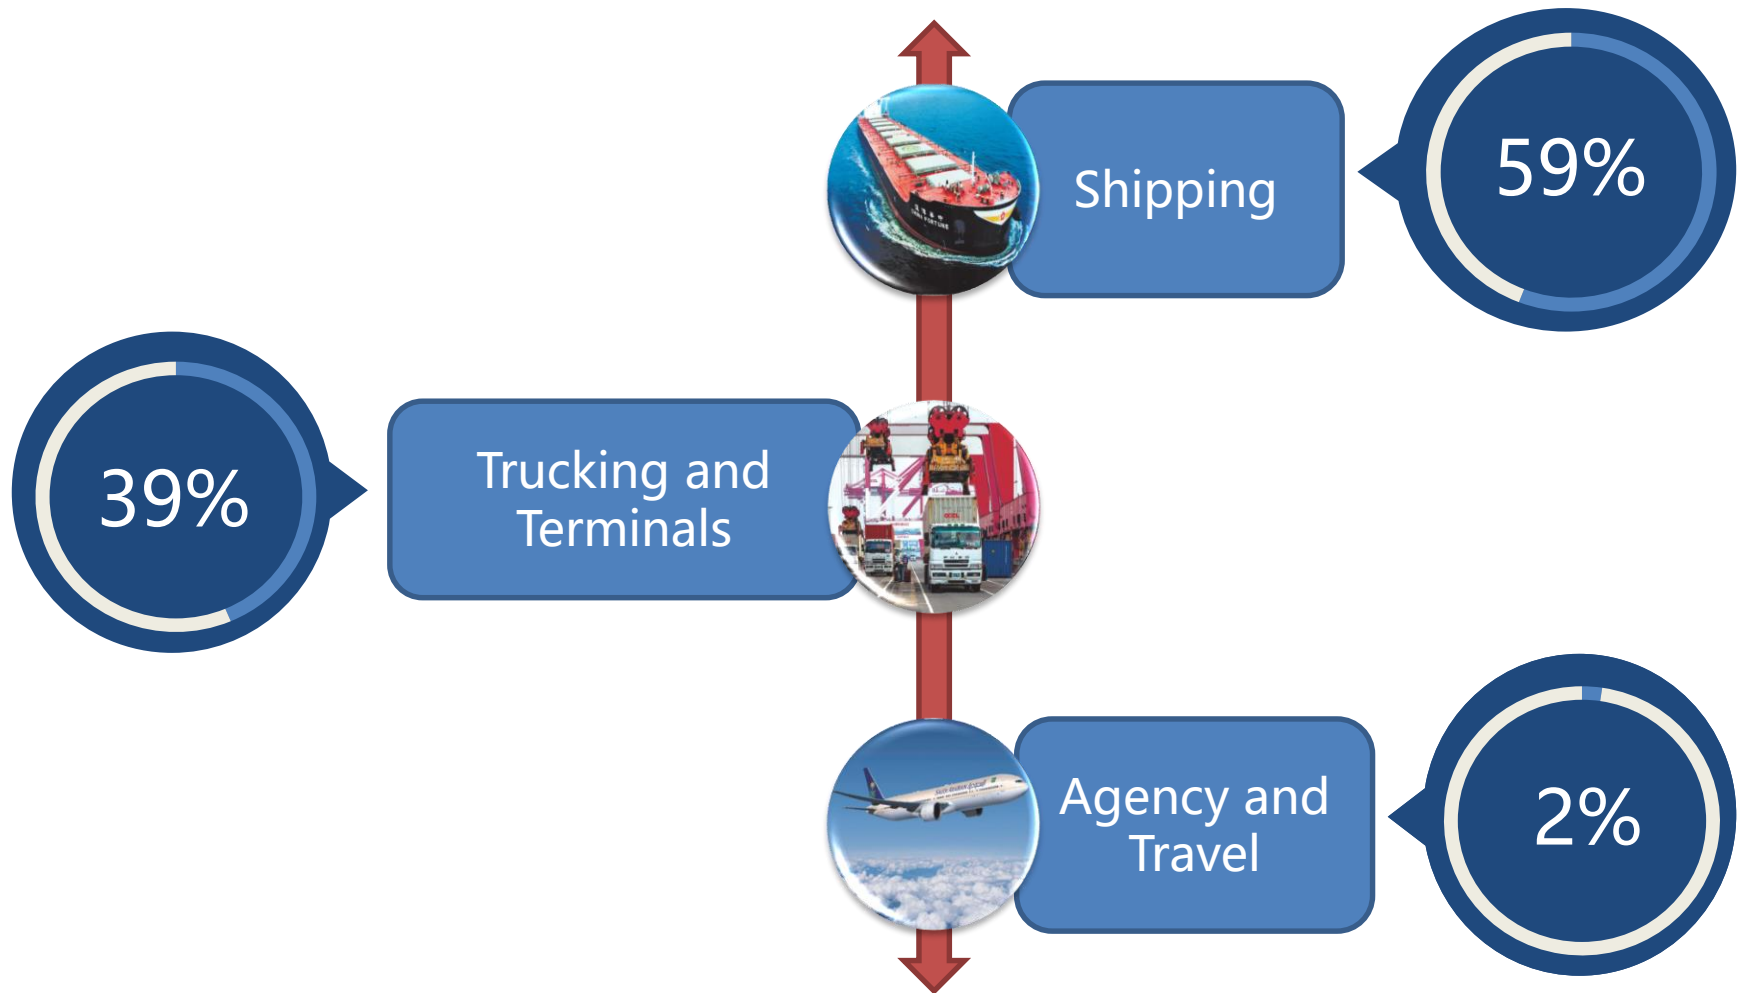 Shipping
59%
39%
Trucking and
Terminals
Agency and
Travel
2%